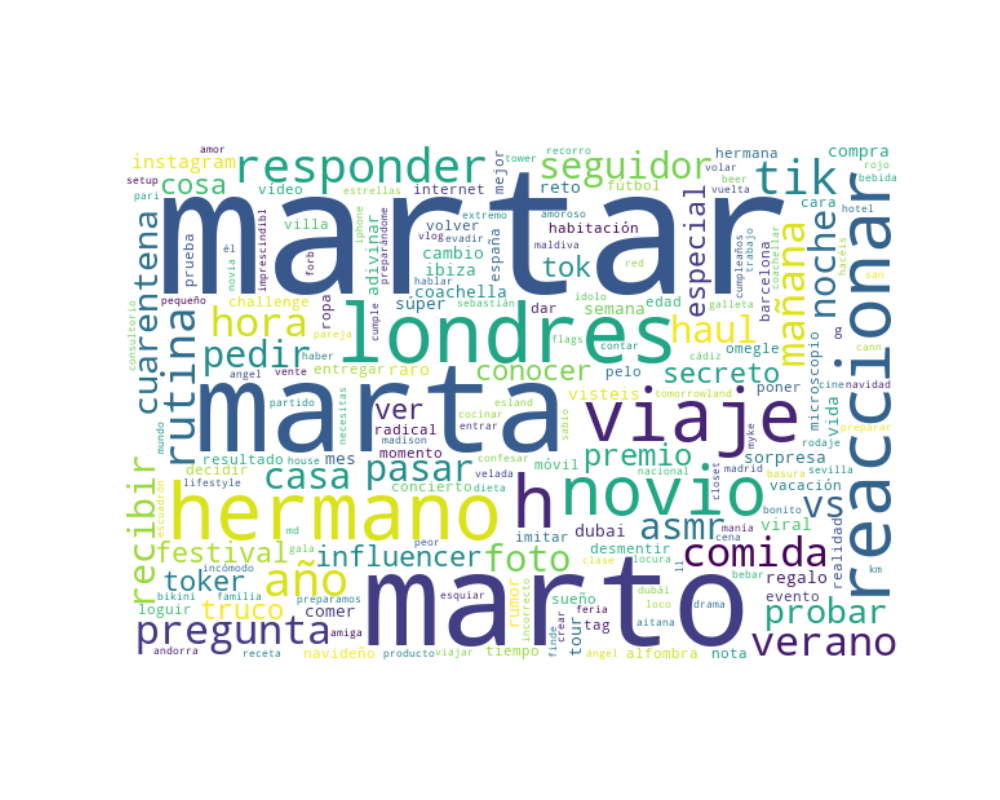 amor
mejor
tower
recorro
hermana
compra
instagram
responder
seguidor
tik
rojo
setup
cosa
vídeo
estrellas
internet
reto
fútbol
volar
beer
cara
bebida
pari
martar
novia
él
prueba
imprescindibl
villa
iphone
adivinar
preparándome
volver
vlog
evadir
extremo
españa
amoroso
maldiva
habitación
especial
vuelta
cumpleaños
trabajo
barcelona
coachellar
mañana
noche
hotel
hacéis
san
reaccionar
cuarentena
forb
cambio
hablar
ibiza
tok
red
pequeño
challenge
ropa
cumple
coachella
súper
sebastián
dar
ídolo
semana
edad
galleta
og
consultorio
rutina
hora
pareja
londres
flags
contar
haul
omegle
microscopio
cann
pedir
haber
cádiz
cine
vida
navidad
angel
vente
entregar
raro
conocer
pelo
secreto
poner
marta
partido
necesitas
ver
esland
cocinar
sabio
visteis
tomorrowland
viaje
myke
rodaje
preparar
mundo
radical
madison
entrar
momento
resultado
house
mes
confesar
premio
sorpresa
decidir
casa
pasar
velada
móvil
nacional
closet
madrid
basura
sevilla
recibir
escuadrón
lifestyle
concierto
dieta
vacación
hermano
h
novio
bonito
vs
realidad
md
peor
imitar
dubai
asmr
manía
cena
viral
festival
gala
influencer
foto
desmentir
locura
comida
incómodo
clase
ll
bebar
regalo
km
toker
año
esquiar
marto
rumor
incorrecto
sueño
dubái
loco
drama
evento
bikini
familia
preparamos
loguir
truco
comer
feria
crear
tag
aitana
probar
pregunta
amiga
finde
tour
verano
andorra
receta
navideño
producto
viajar
tiempo
ángel
alfombra
nota